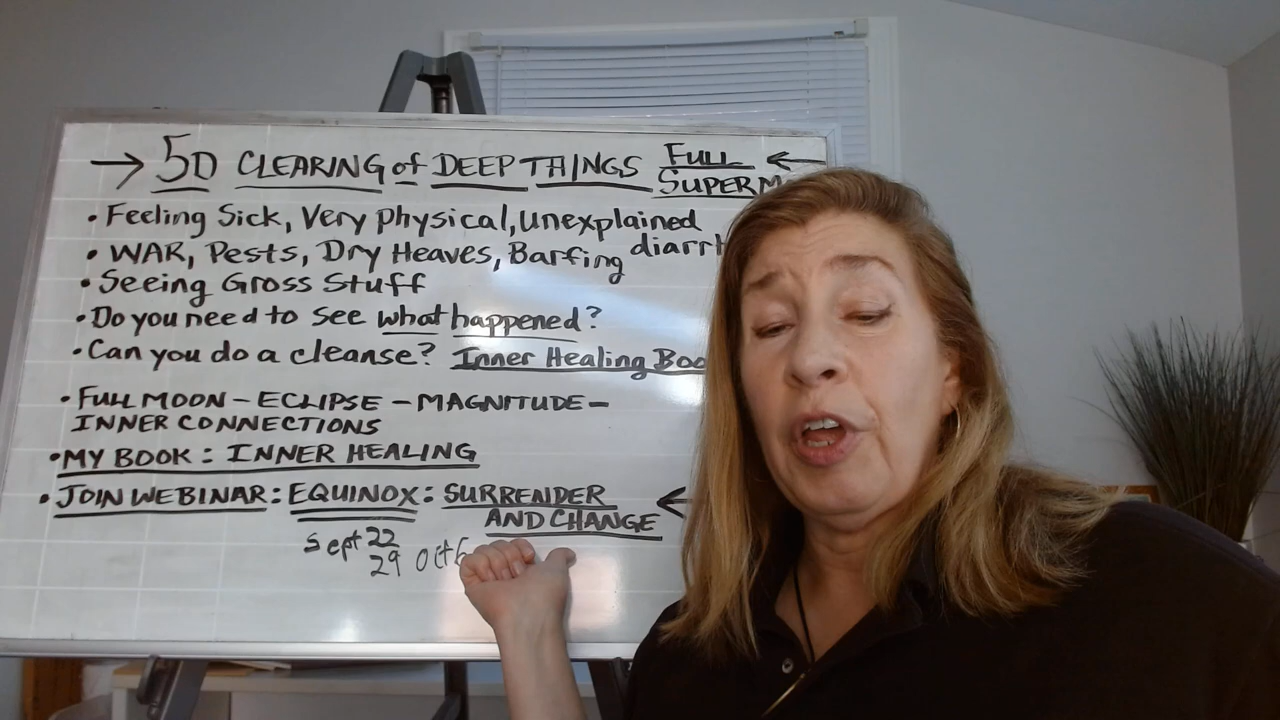 → 5D CLEARING of DEEP THINGS FULL ←
SUPERM
• Feeling Sick, Very physical, unexplained
• WAR, Pests, Dry Heaves, Barfing diarrh
• Seeing Gross Stuff
• Do you need to see what happened?
• Can you do a cleanse? Inner Healing Boo
• FULL MOON – ECLIPSE – MAGNITUDE –
INNER CONNECTIONS
• MY BOOK : INNER HEALING
• JOIN WEBINAR : EQUINOX : SURRENDER ←
AND CHANGE
Sept 22
29 Oct 6